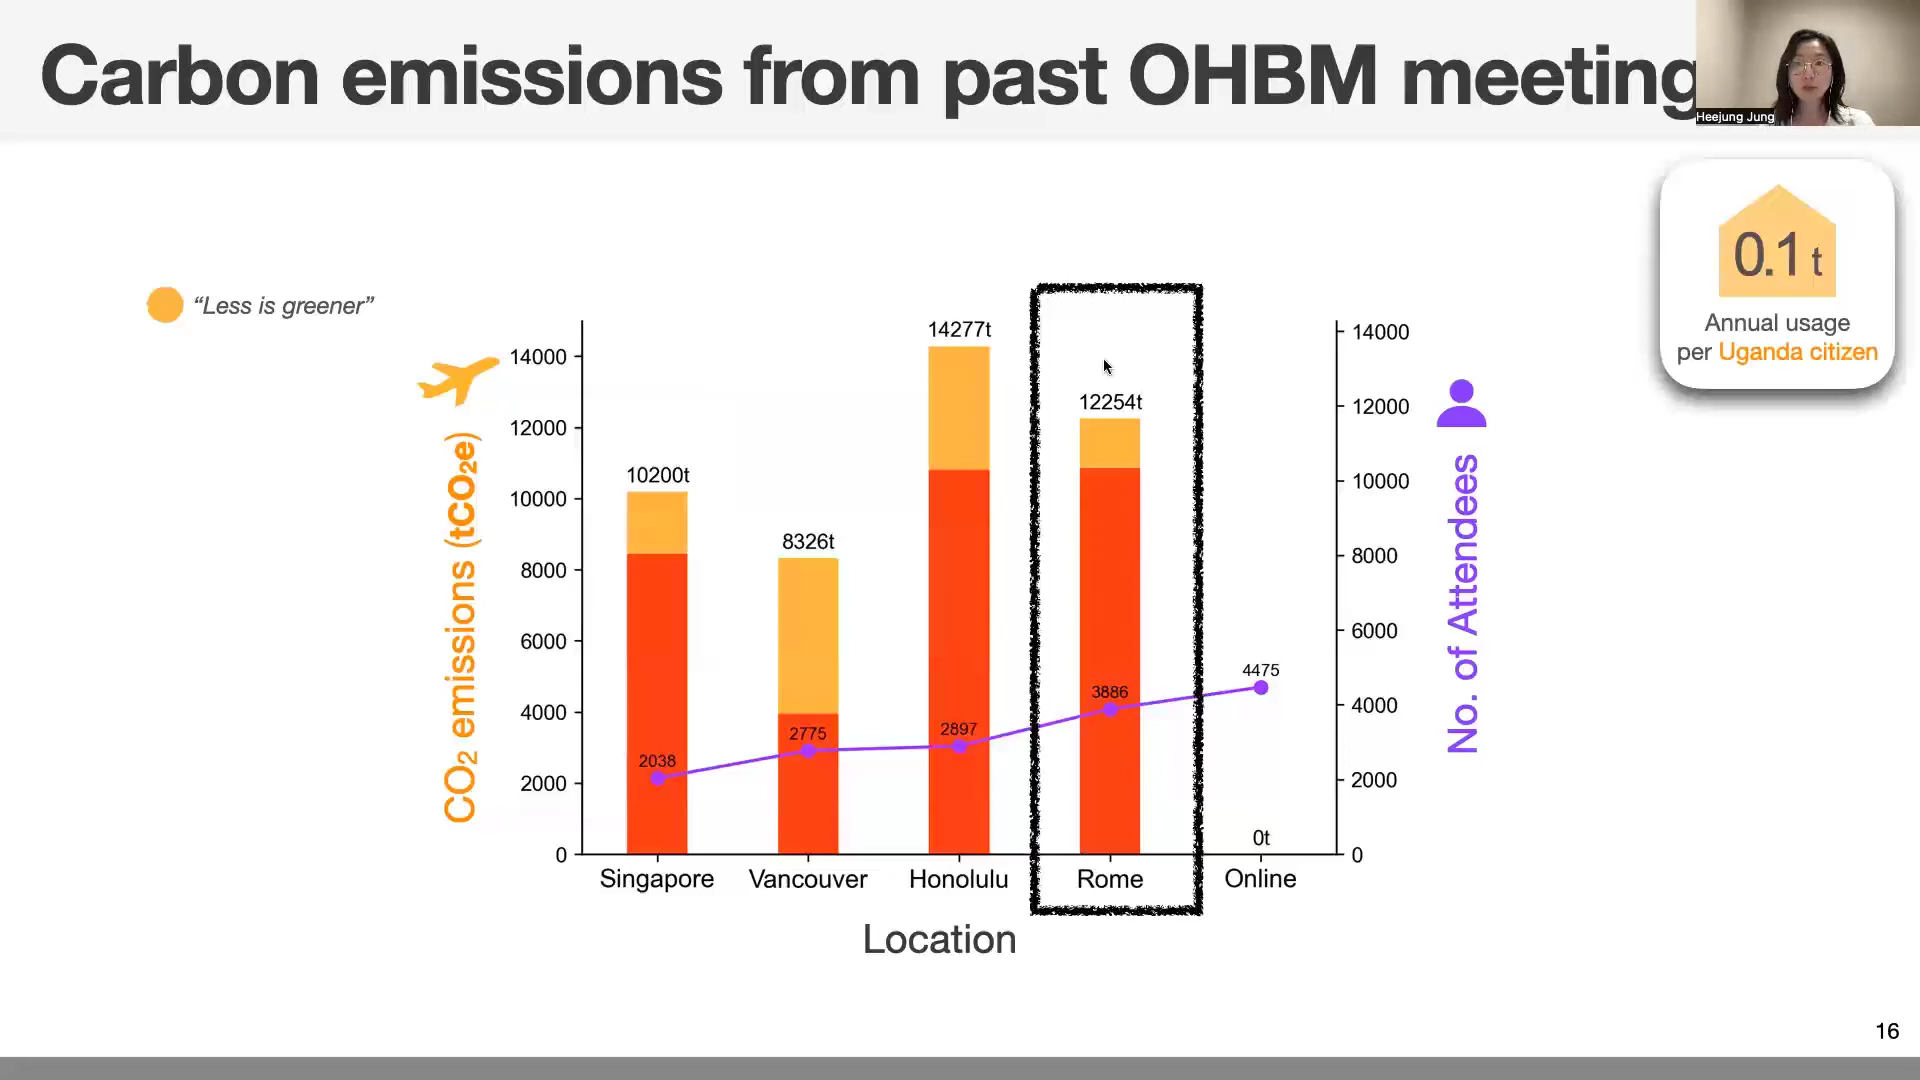 Carbon emissions from past OHBM meeting
Heejung Jung
0.1 t
Annual usage
per Uganda citizen
“Less is greener”
CO2 emissions (tCO2e)
14000
12000
10000
8000
6000
4000
2000
0
10200t
8326t
14277t
12254t
0t
2038
2775
2897
3886
4475
14000
12000
10000
8000
6000
4000
2000
0
No. of Attendees
Singapore
Vancouver
Honolulu
Rome
Online
Location
16